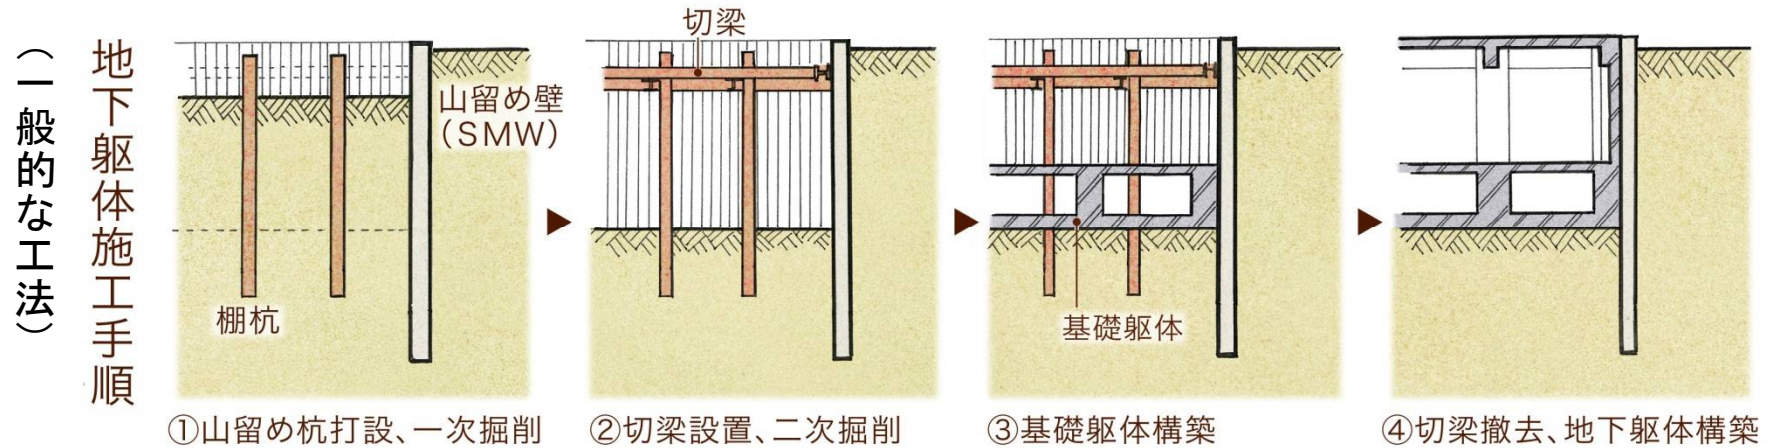 地下躯体施工手順
（一般的な工法）
山留め壁
（SMW）
棚杭
①山留め杭打設、一次掘削
切梁
②切梁設置、二次掘削
基礎躯体
③基礎躯体構築
④切梁撤去、地下躯体構築